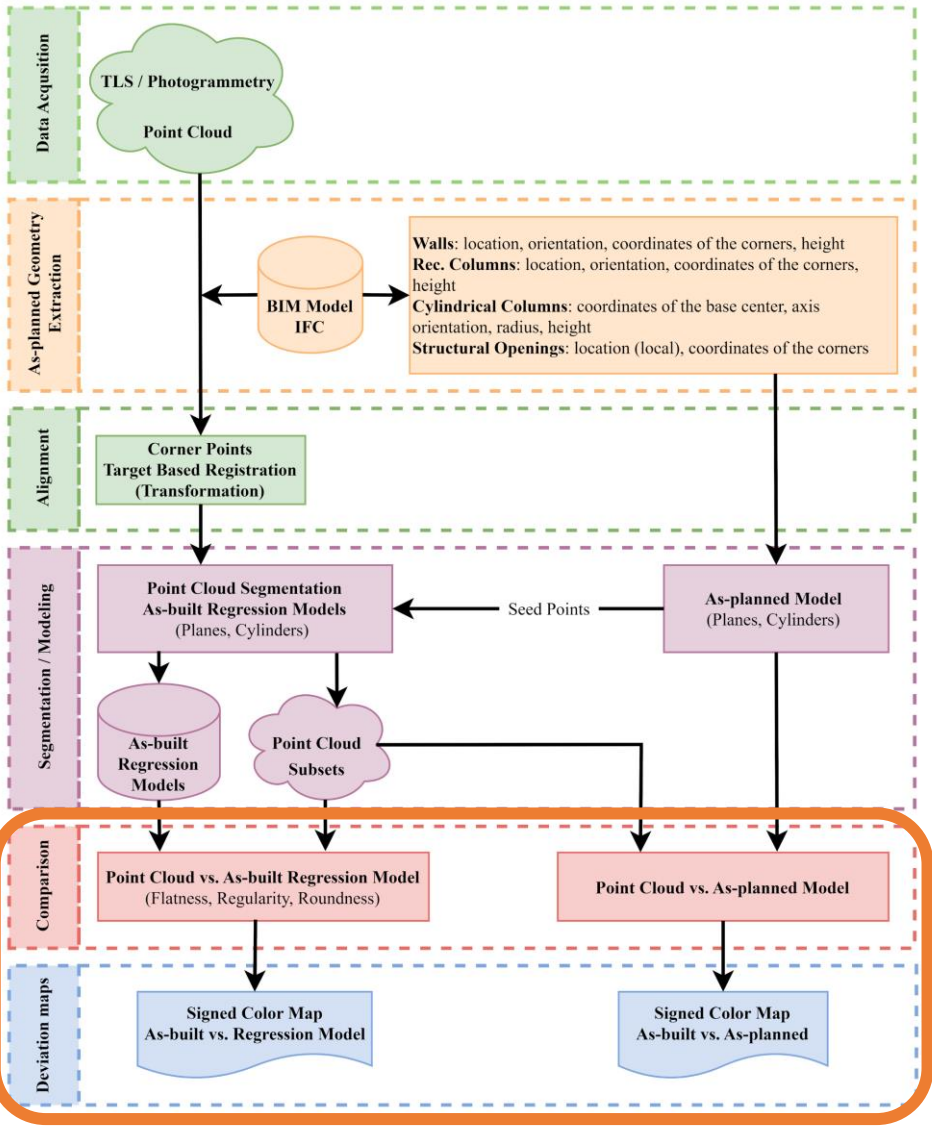 Data Acqusition
TLS / Photogrammetry
Point Cloud
As-planned Geometry
Extraction
BIM Model
IFC
Walls: location, orientation, coordinates of the corners, height
Rec. Columns: location, orientation, coordinates of the corners,
height
Cylindrical Columns: coordinates of the base center, axis
orientation, radius, height
Structural Openings: location (local), coordinates of the corners
Alignment
Corner Points
Target Based Registration
(Transformation)
Segmentation / Modeling
Point Cloud Segmentation
As-built Regression Models
(Planes, Cylinders)
Seed Points
As-planned Model
(Planes, Cylinders)
As-built
Regression
Models
Point Cloud
Subsets
Comparison
Point Cloud vs. As-built Regression Model
(Flatness, Regularity, Roundness)
Point Cloud vs. As-planned Model
Deviation maps
Signed Color Map
As-built vs. Regression Model
Signed Color Map
As-built vs. As-planned